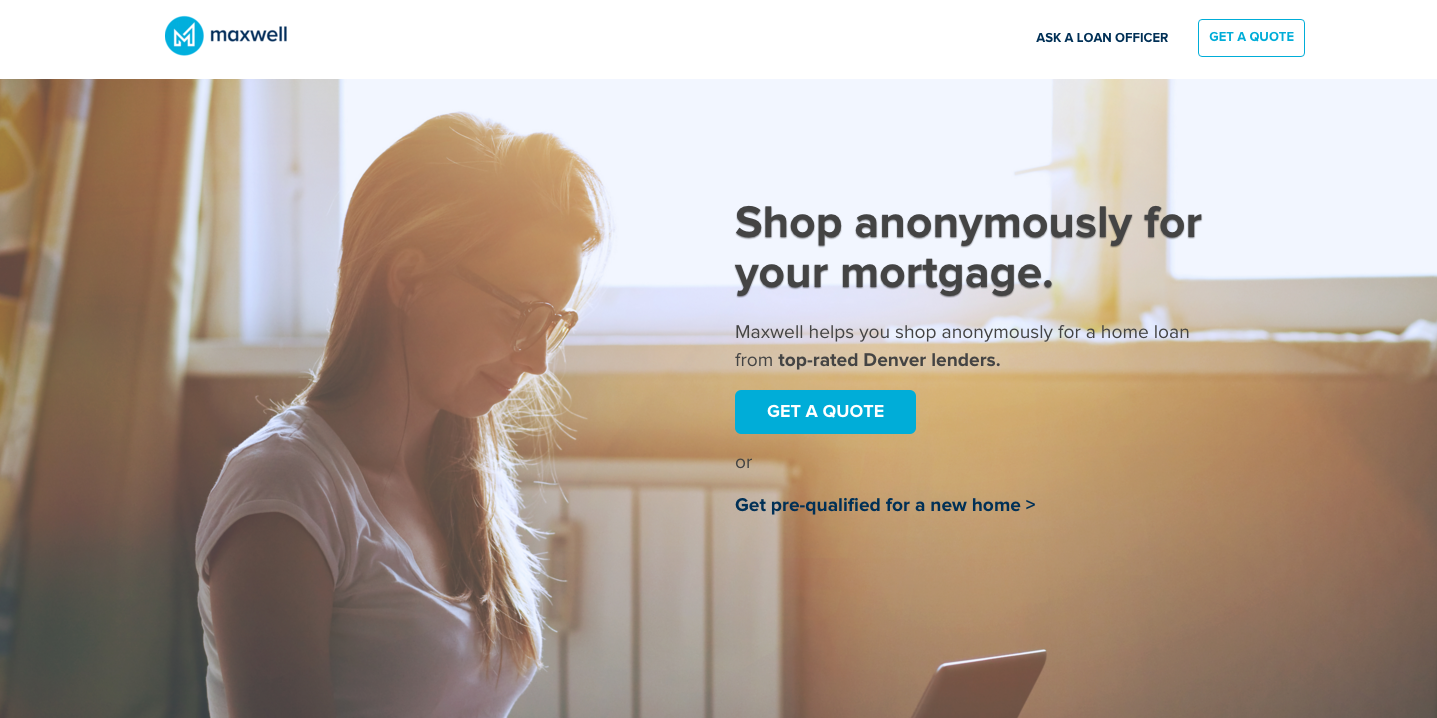 maxwell
ASK A LOAN OFFICER
GET A QUOTE
Shop anonymously for
your mortgage.
Maxwell helps you shop anonymously for a home loan
from top-rated Denver lenders.
GET A QUOTE
or
Get pre-qualified for a new home >